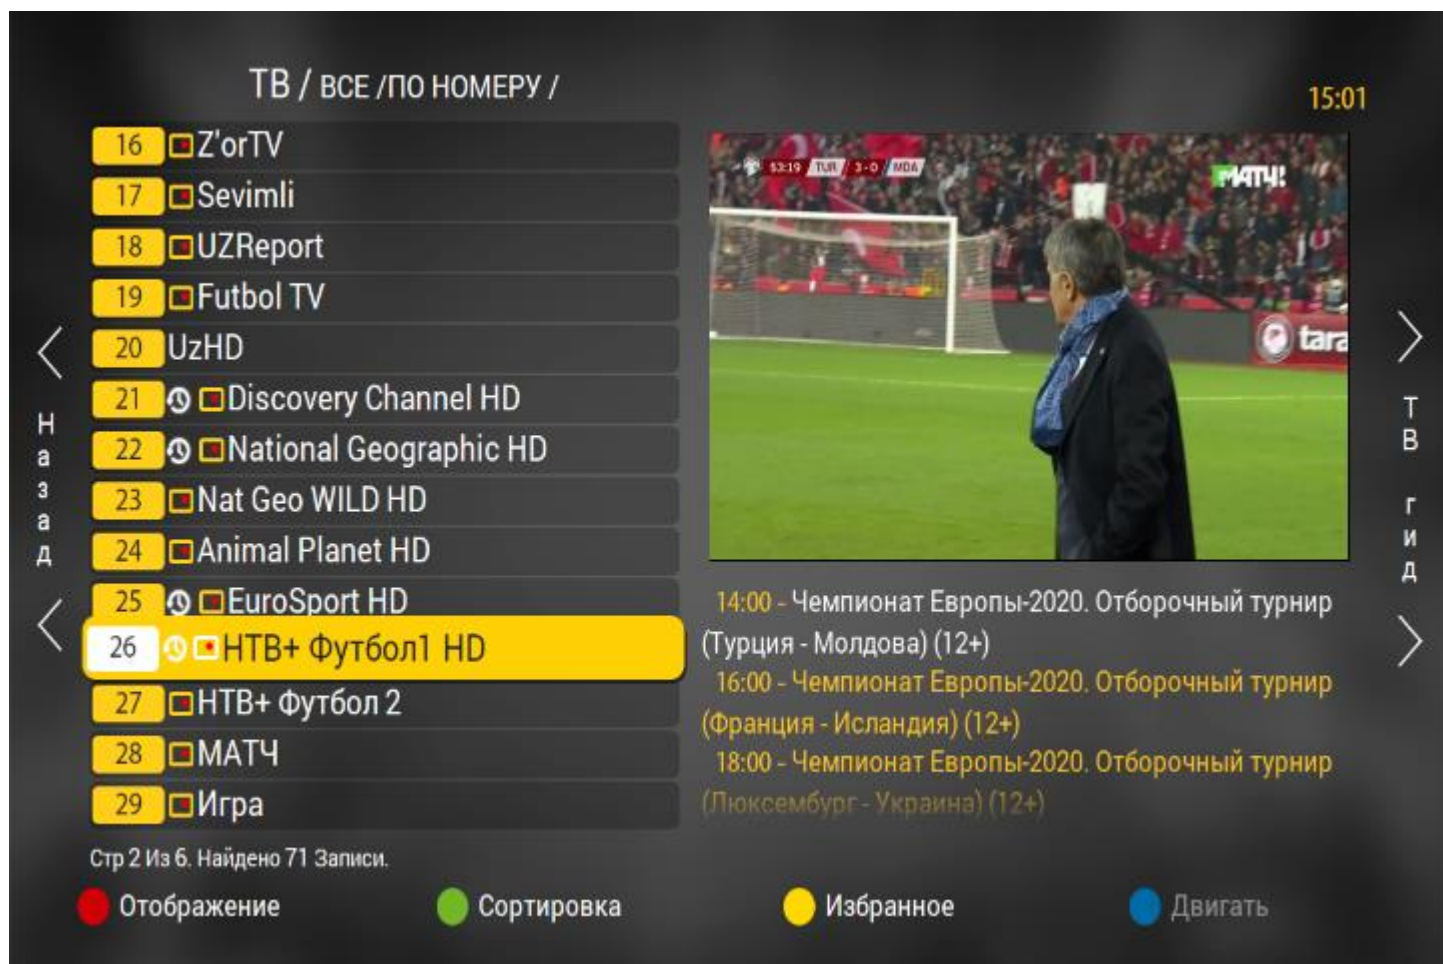 ТВ / ВСЕ /ПО НОМЕРУ /
15:01
16 Z'orTV
17 Sevimli
18 UZReport
19 Futbol TV
20 UzHD
21 Discovery Channel HD
22 National Geographic HD
23 Nat Geo WILD HD
24 Animal Planet HD
25 EuroSport HD
26 НТВ+ Футбол1 HD
27 НТВ+ Футбол 2
28 МАТЧ
29 Игра
Назад
53:19 TUR 3-0 MDA
МАТЧ!
tara
14:00 - Чемпионат Европы-2020. Отборочный турнир
(Турция - Молдова) (12+)
16:00 - Чемпионат Европы-2020. Отборочный турнир
(Франция - Исландия) (12+)
18:00 - Чемпионат Европы-2020. Отборочный турнир
(Люксембург - Украина) (12+)
ТВ гид
Стр 2 Из 6. Найдено 71 Записи.
Отображение
Сортировка
Избранное
Двигать